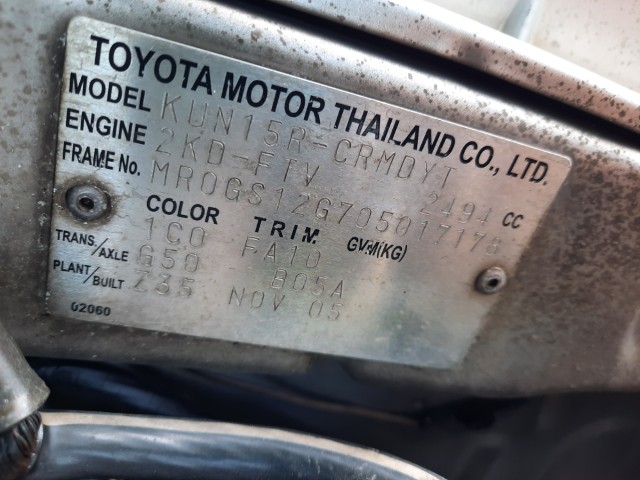 TOYOTA MOTOR THAILAND CO., LTD.
MODEL KUN15R-CRMDYT
ENGINE 2KD-FTV 2494 CC
FRAME No. MR0GS12G705017178
COLOR TRIM GVM(KG)
1C0 FA10
TRANS./AXLE G50 B05A
PLANT/BUILT Z35 NOV 05
02060